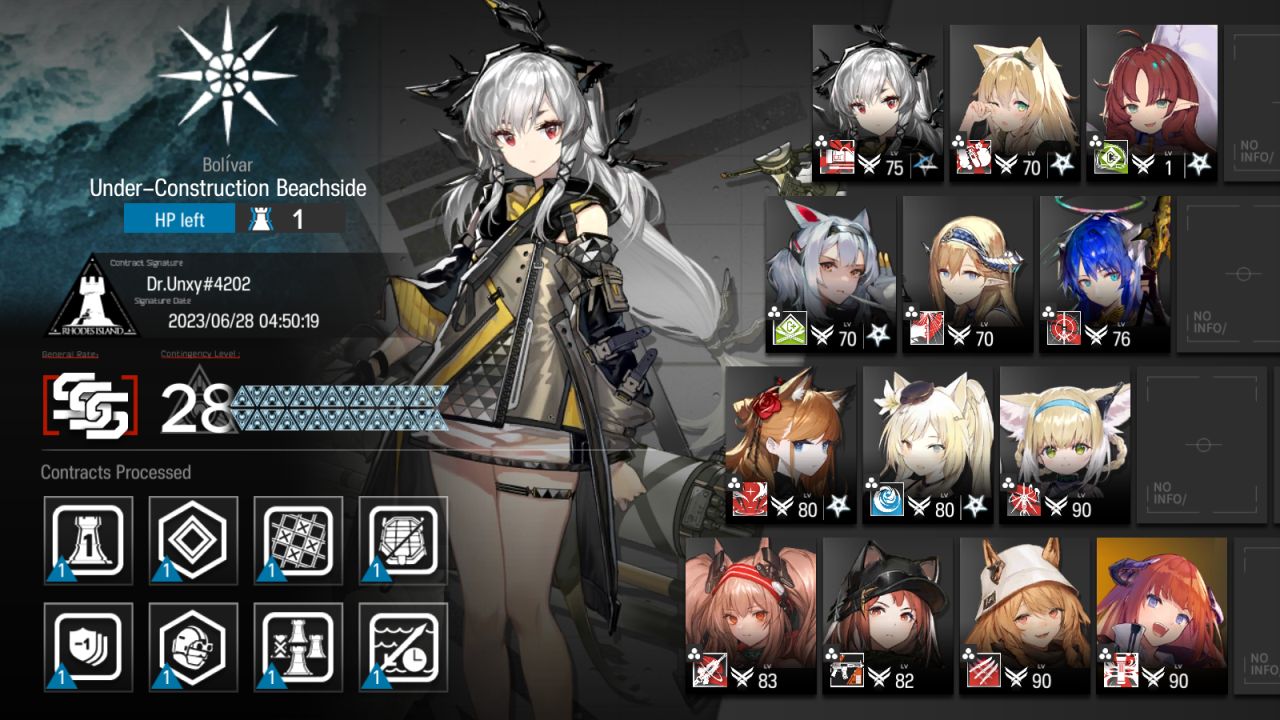 Bolívar
Under-Construction Beachside
HP left 1
Contract Signature
Dr.Unxy#4202
Signature Date
2023/06/28 04:50:19
RHODES ISLAND
General Rate:
Contingency Level :
28
Contracts Processed
1 1 1 1
1 1 1 1
LV 75
LV 70
LV 1
NO
INFO/
LV 70
LV 70
LV 76
NO
INFO/
LV 80
LV 80
LV 90
NO
INFO/
LV 83
LV 82
LV 90
LV 90
NO
INFO